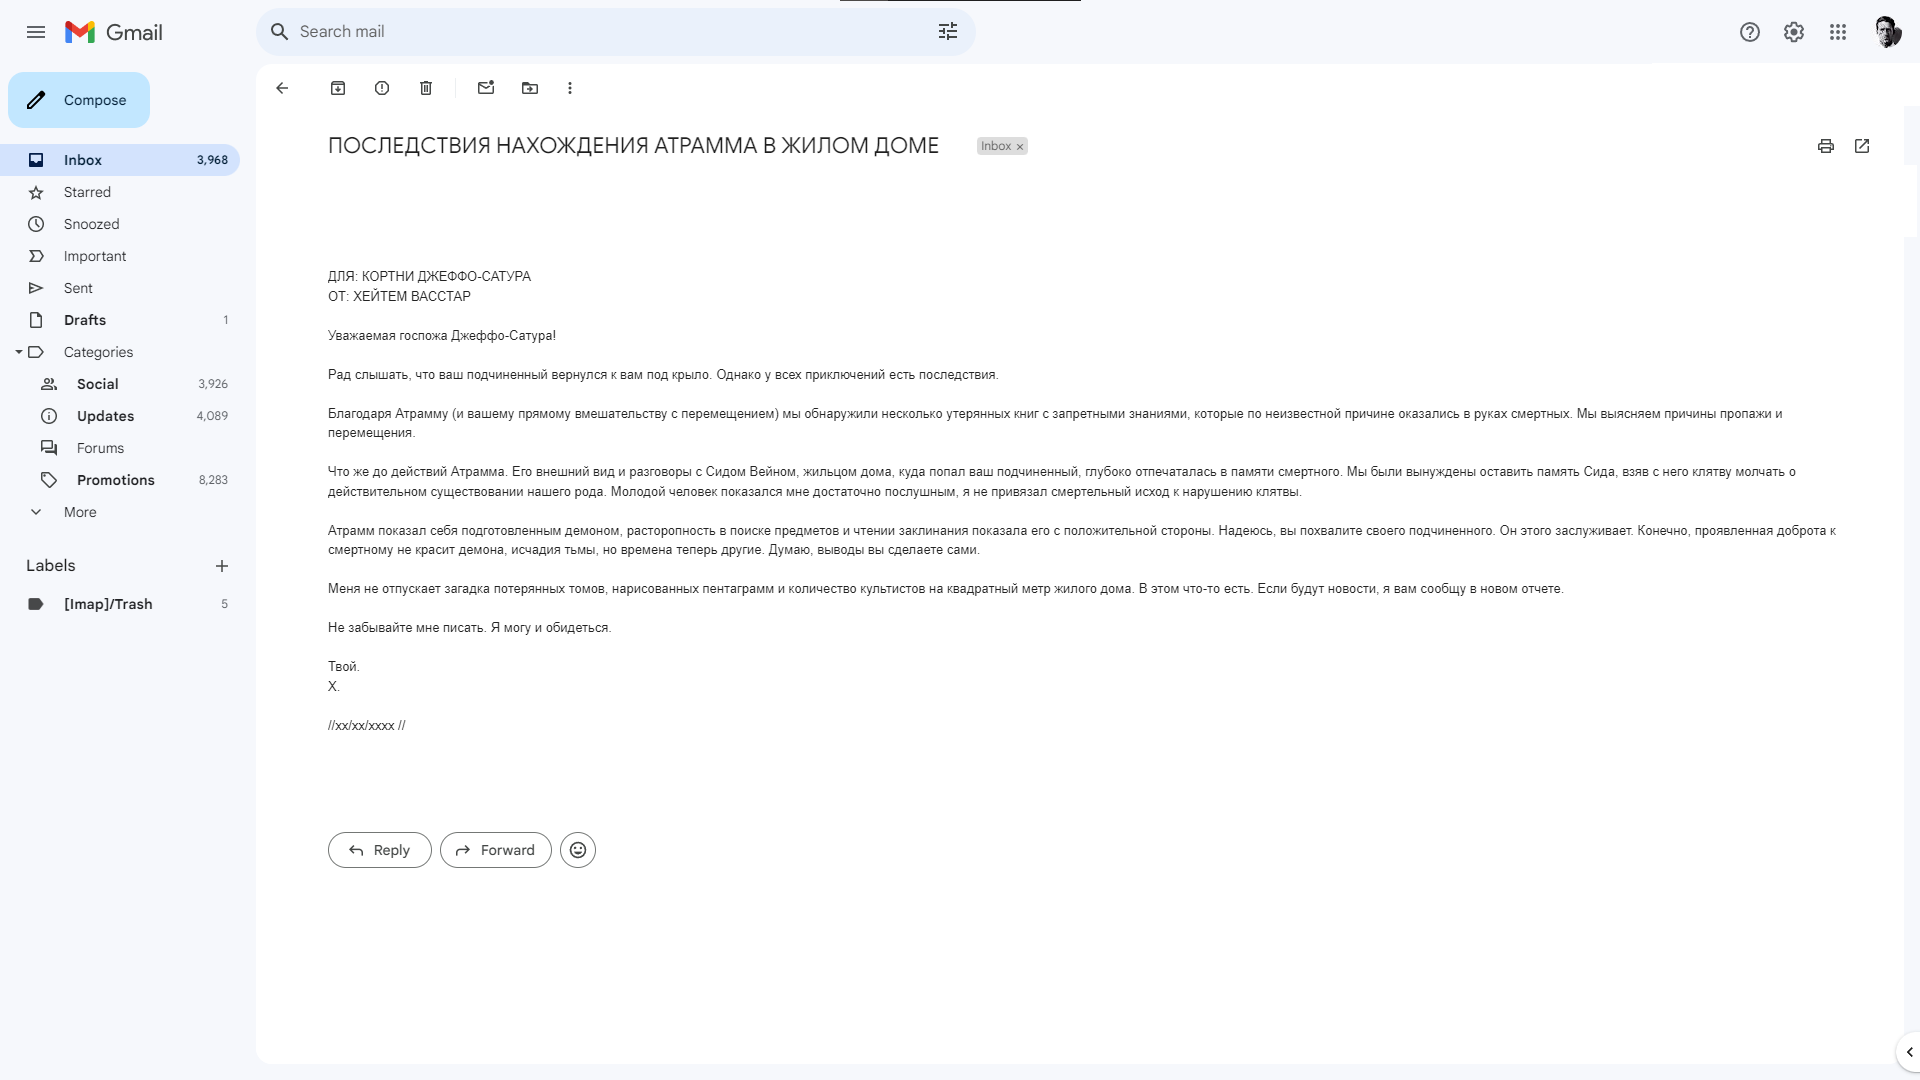 Gmail
Search mail
Compose
Inbox 3,968
Starred
Snoozed
Important
Sent
Drafts 1
Categories
Social 3,926
Updates 4,089
Forums
Promotions 8,283
More
Labels
[Imap]/Trash 5
ПОСЛЕДСТВИЯ НАХОЖДЕНИЯ АТРАММА В ЖИЛОМ ДОМЕ Inbox
ДЛЯ: КОРТНИ ДЖЕФФО-САТУРА
ОТ: ХЕЙТЕМ ВАССТАР
Уважаемая госпожа Джеффо-Сатура!
Рад слышать, что ваш подчиненный вернулся к вам под крыло. Однако у всех приключений есть последствия.
Благодаря Атрамму (и вашему прямому вмешательству с перемещением) мы обнаружили несколько утерянных книг с запретными знаниями, которые по неизвестной причине оказались в руках смертных. Мы выясняем причины пропажи и
перемещения.
Что же до действий Атрамма. Его внешний вид и разговоры с Сидом Вейном, жильцом дома, куда попал ваш подчиненный, глубоко отпечаталась в памяти смертного. Мы были вынуждены оставить память Сида, взяв с него клятву молчать о
действительном существовании нашего рода. Молодой человек показался мне достаточно послушным, я не привязал смертельный исход к нарушению клятвы.
Атрамм показал себя подготовленным демоном, расторопность в поиске предметов и чтении заклинания показала его с положительной стороны. Надеюсь, вы похвалите своего подчиненного. Он этого заслуживает. Конечно, проявленная доброта к
смертному не красит демона, исчадия тьмы, но времена теперь другие. Думаю, выводы вы сделаете сами.
Меня не отпускает загадка потерянных томов, нарисованных пентаграмм и количество культистов на квадратный метр жилого дома. В этом что-то есть. Если будут новости, я вам сообщу в новом отчете.
Не забывайте мне писать. Я могу и обидеться.
Твой.
Х.
//xx/xx/xxxx //
Reply
Forward